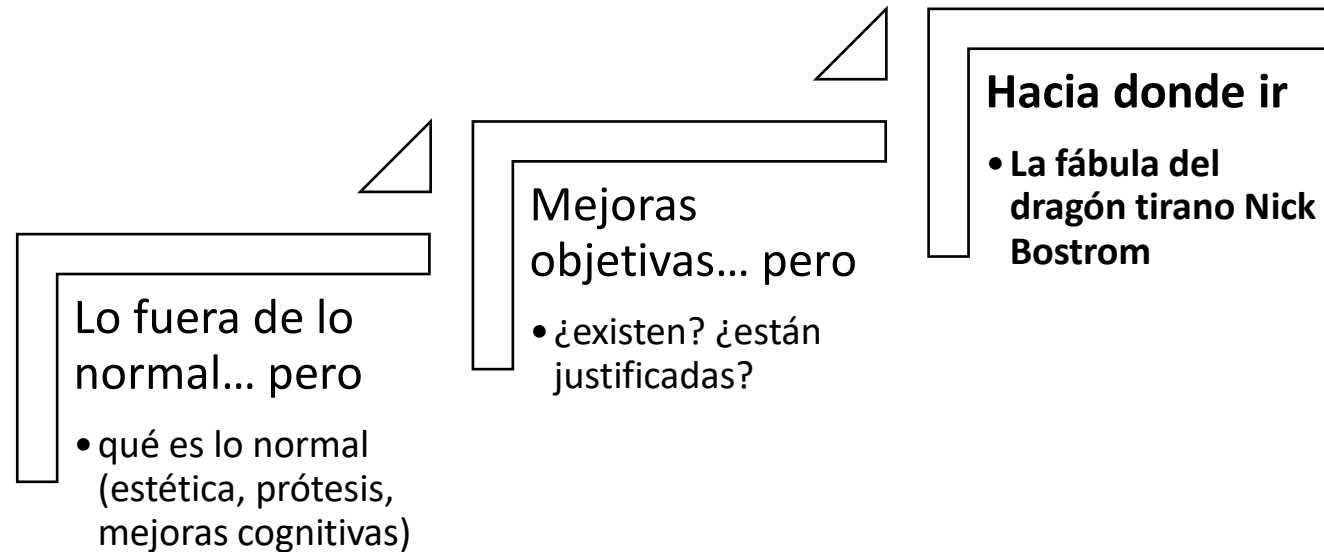 Lo fuera de lo
normal... pero
• qué es lo normal
(estética, prótesis,
mejoras cognitivas)
Mejoras
objetivas... pero
• ¿existen? ¿están
justificadas?
Hacia donde ir
• La fábula del
dragón tirano Nick
Bostrom